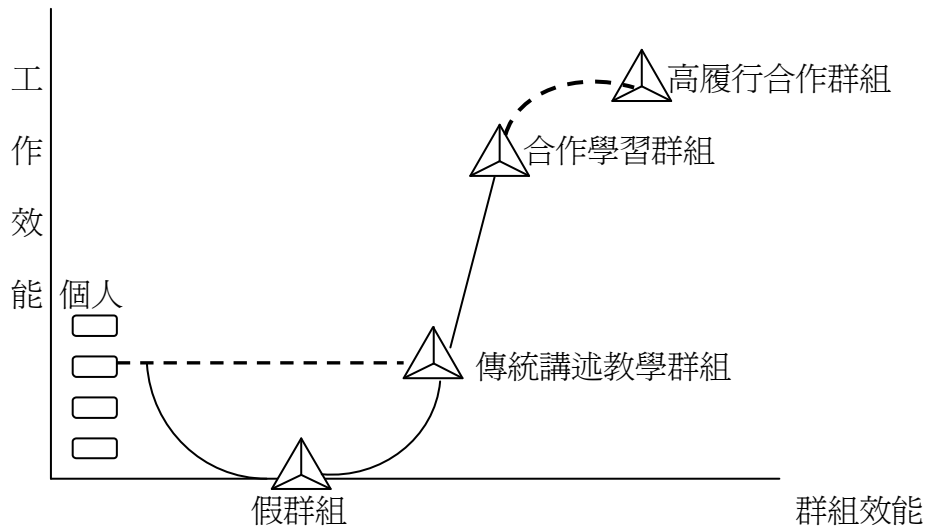 工作效能
高履行合作群組
合作學習群組
個人
傳統講述教學群組
假群組
群組效能